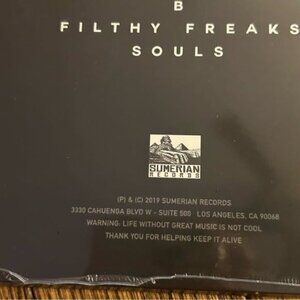 B
FILTHY FREAKS
SOULS
SUMERIAN
RECORDS
(P) & (C) 2019 SUMERIAN RECORDS
3330 CAHUENGA BLVD W - SUITE 500 LOS ANGELES, CA 90068
WARNING: LIFE WITHOUT GREAT MUSIC IS NOT COOL
THANK YOU FOR HELPING KEEP IT ALIVE